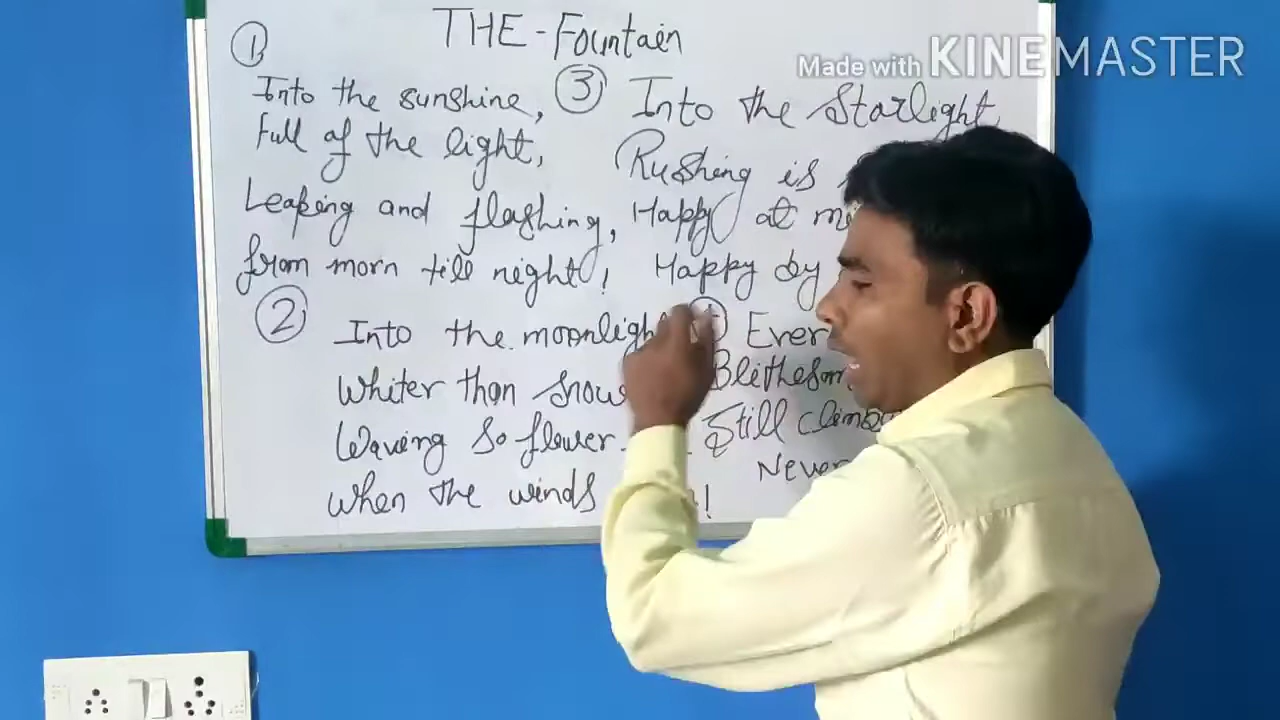 THE-Fountain
Made with KINEMASTER
1
Into the sunshine,
Full of the light,
Leaping and flashing,
from morn till night!
2
Into the moonlight
Whiter than snow
Waving so flower
When the winds
3
Into the Starlight
Rushing is
Happy at
Happy by
Ever
Still
Never